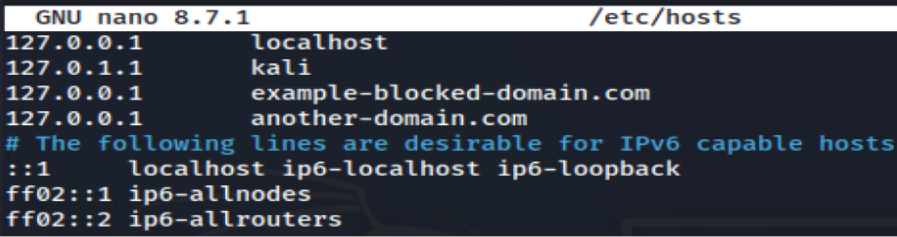 GNU nano 8.7.1 /etc/hosts
127.0.0.1 localhost
127.0.1.1 kali
127.0.0.1 example-blocked-domain.com
127.0.0.1 another-domain.com
# The following lines are desirable for IPv6 capable hosts
::1 localhost ip6-localhost ip6-loopback
ff02::1 ip6-allnodes
ff02::2 ip6-allrouters